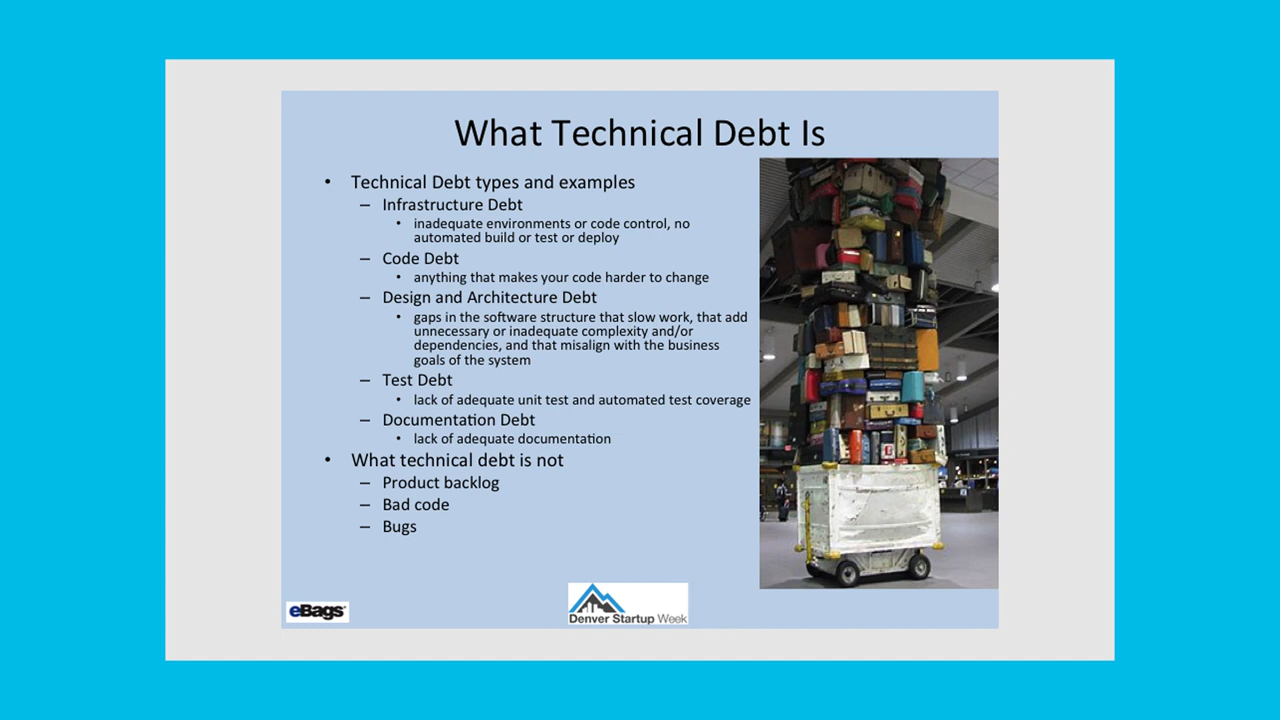 What Technical Debt Is
• Technical Debt types and examples
– Infrastructure Debt
• inadequate environments or code control, no
automated build or test or deploy
– Code Debt
• anything that makes your code harder to change
– Design and Architecture Debt
• gaps in the software structure that slow work, that add
unnecessary or inadequate complexity and/or
dependencies, and that misalign with the business
goals of the system
– Test Debt
• lack of adequate unit test and automated test coverage
– Documentation Debt
• lack of adequate documentation
• What technical debt is not
– Product backlog
– Bad code
– Bugs
eBags
Denver Startup Week